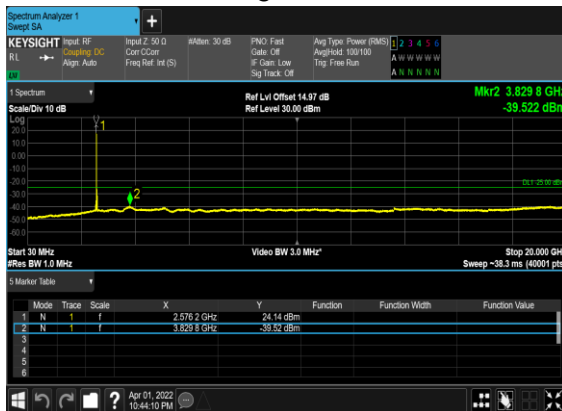 Spectrum Analyzer 1
Swept SA
KEYSIGHT Input: RF Input Z: 50 Ω #Atten: 30 dB PNO: Fast Avg Type: Power (RMS) 1 2 3 4 5 6
RL Coupling: DC Corr CCorr Gate: Off Avg|Hold: 100/100 A W W W W W
Align: Auto Freq Ref: Int (S) IF Gain: Low Trig: Free Run
Sig Track: Off A N N N N N
1 Spectrum
Ref Lvl Offset 14.97 dB Mkr2 3.829 8 GHz
Scale/Div 10 dB Ref Level 30.00 dBm -39.522 dBm
Log
20.0
10.0
0.00
-10.0
-20.0
-30.0
-40.0
-50.0
-60.0
1
2
DL1 -25.00 dBm
Start 30 MHz Video BW 3.0 MHz* Stop 20.000 GHz
#Res BW 1.0 MHz Sweep ~38.3 ms (40001 pts)
5 Marker Table
Mode Trace Scale X Y Function Function Width Function Value
1 N 1 f 2.576 2 GHz 24.14 dBm
2 N 1 f 3.829 8 GHz -39.52 dBm
3
4
5
6
Apr 01, 2022
10:44:10 PM